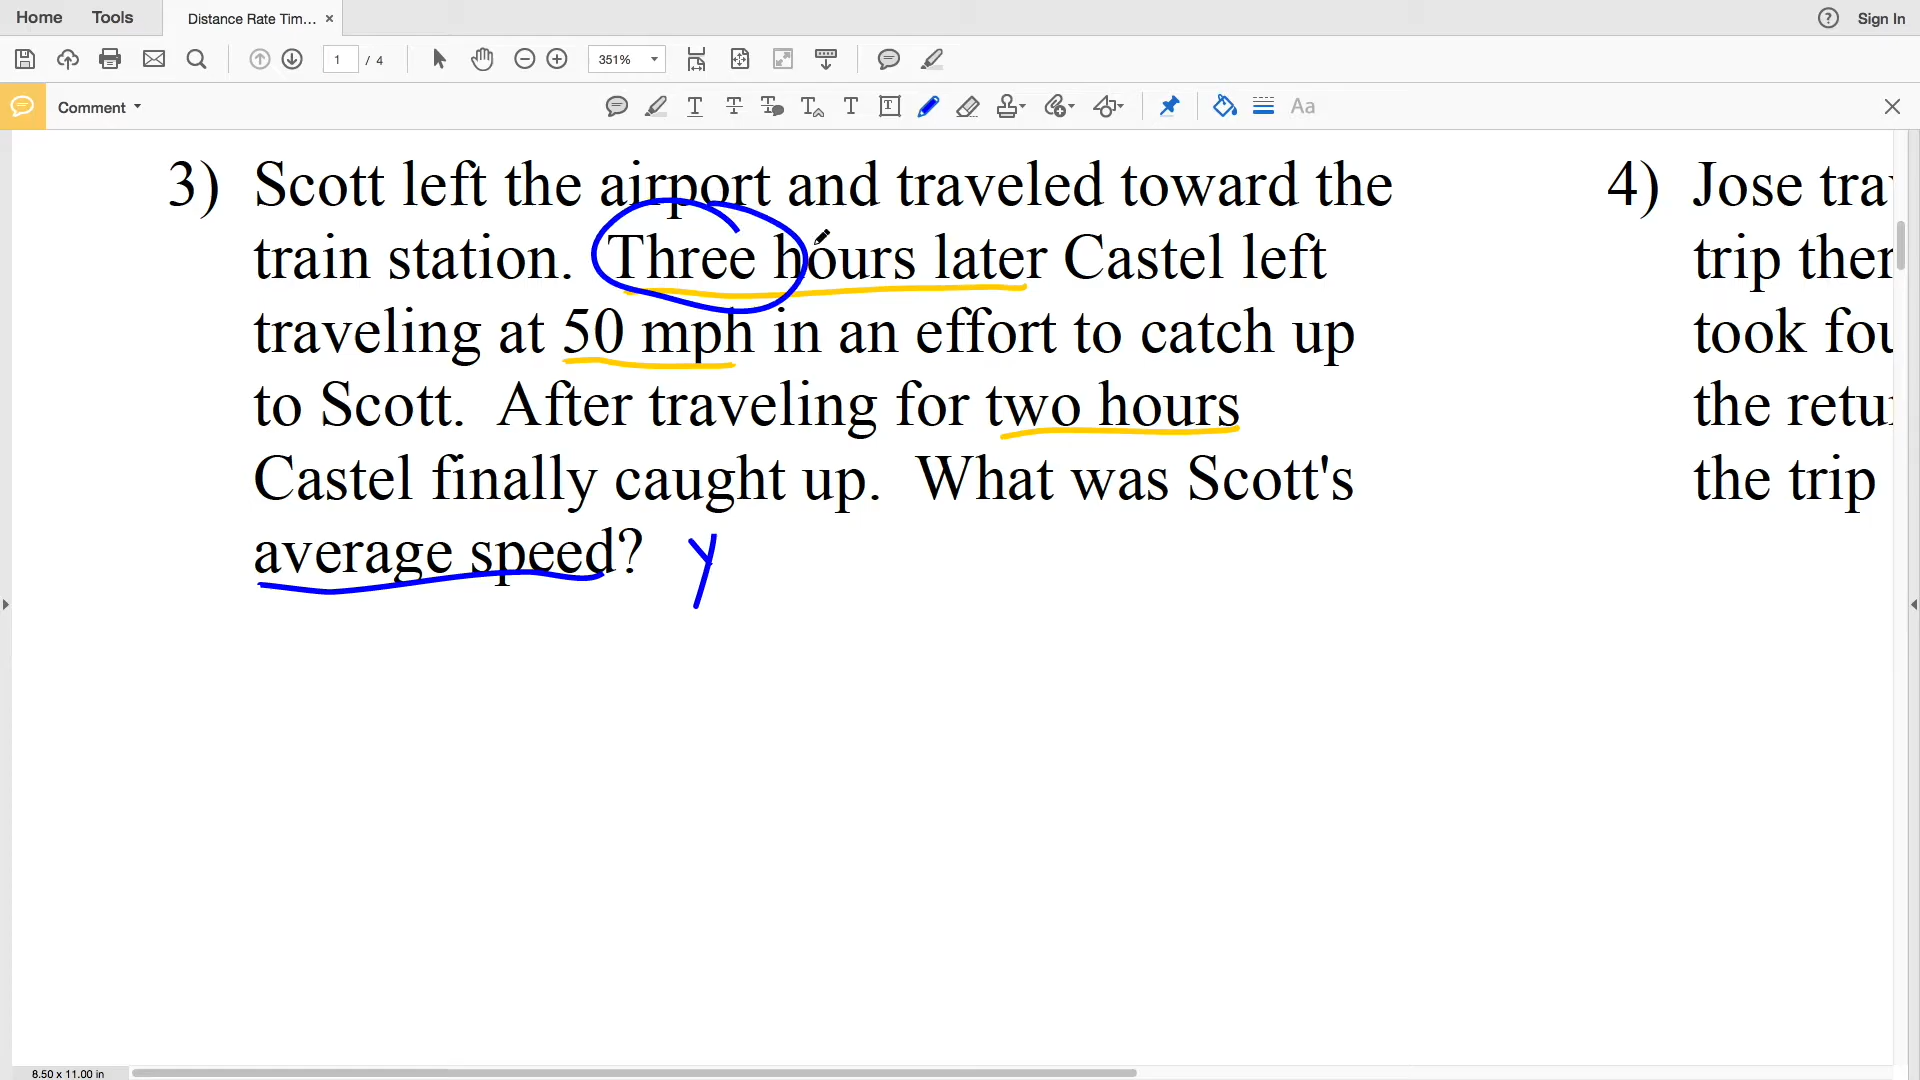 Home Tools Distance Rate Tim... × Sign In
1 / 4 351%
Comment Aa
3) Scott left the airport and traveled toward the
train station. Three hours later Castel left
traveling at 50 mph in an effort to catch up
to Scott. After traveling for two hours
Castel finally caught up. What was Scott's
average speed? y
4) Jose tra
trip ther
took fou
the retu
the trip
8.50 x 11.00 in